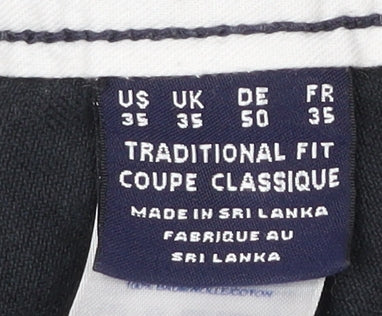 US UK DE FR
35 35 50 35
TRADITIONAL FIT
COUPE CLASSIQUE
MADE IN SRI LANKA
FABRIQUE AU
SRI LANKA